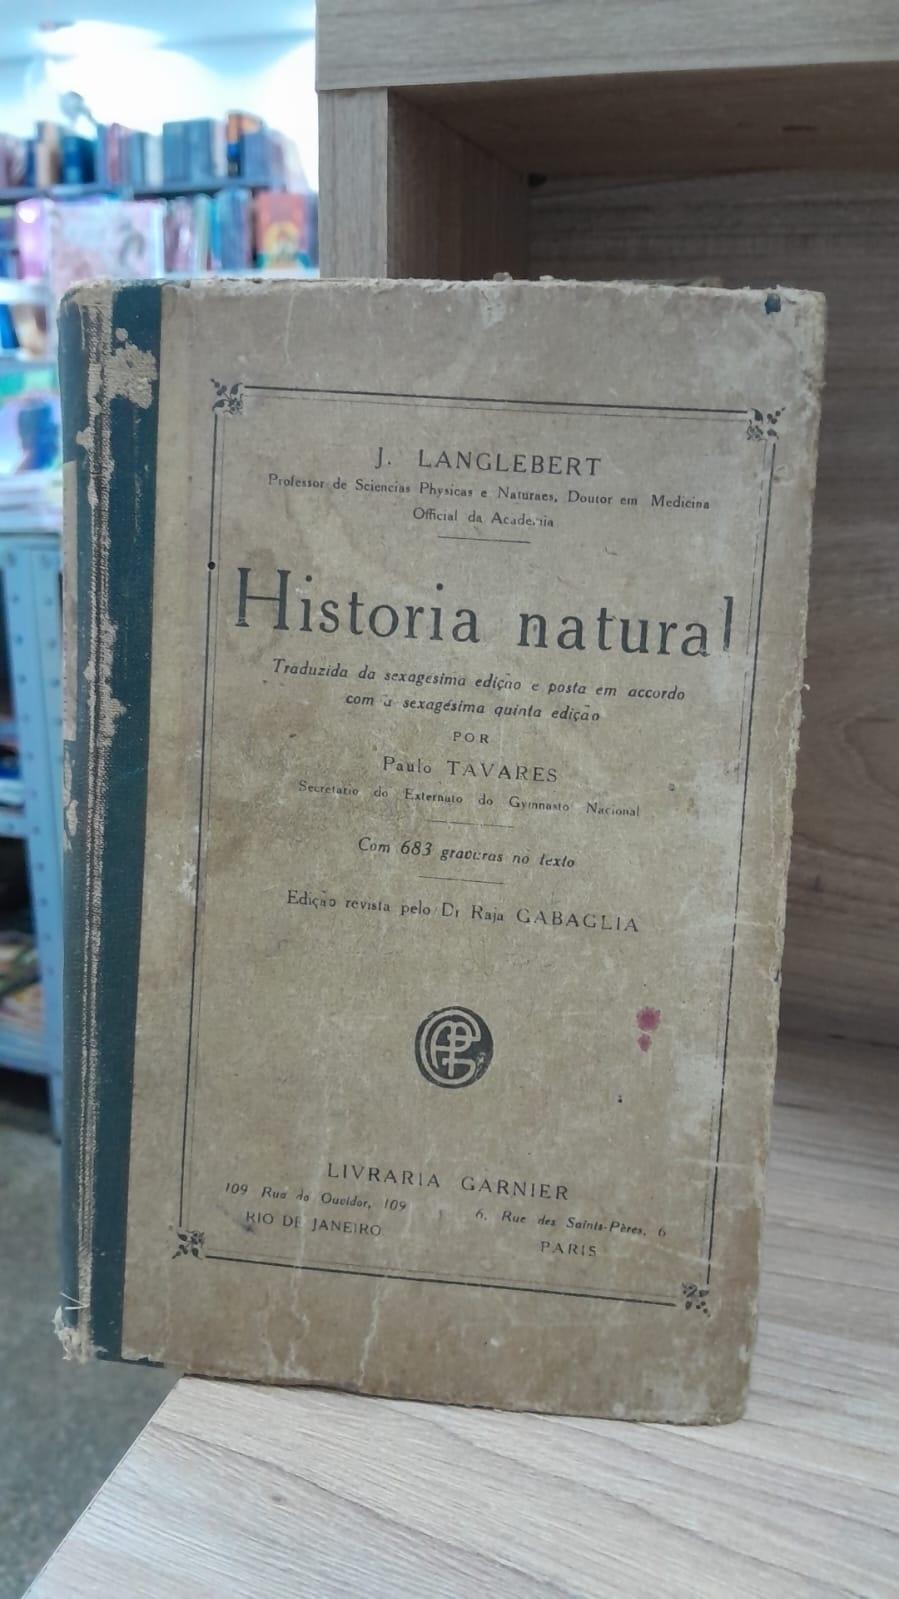 J. LANGLEBERT
Professor de Sciencias Physicas e Naturaes, Doutor em Medicina
Official da Academia
Historia natural
Traduzida da sexagesima edição e posta em accordo
com a sexagésima quinta edição
POR
Paulo TAVARES
Secretario do Externato do Gymnasio Nacional
Com 683 gravuras no texto
Edição revista pelo Dr Raja GABAGLIA
LIVRARIA GARNIER
109 Rua do Ouvidor, 109
RIO DE JANEIRO
6, Rue des Saints-Pères, 6
PARIS